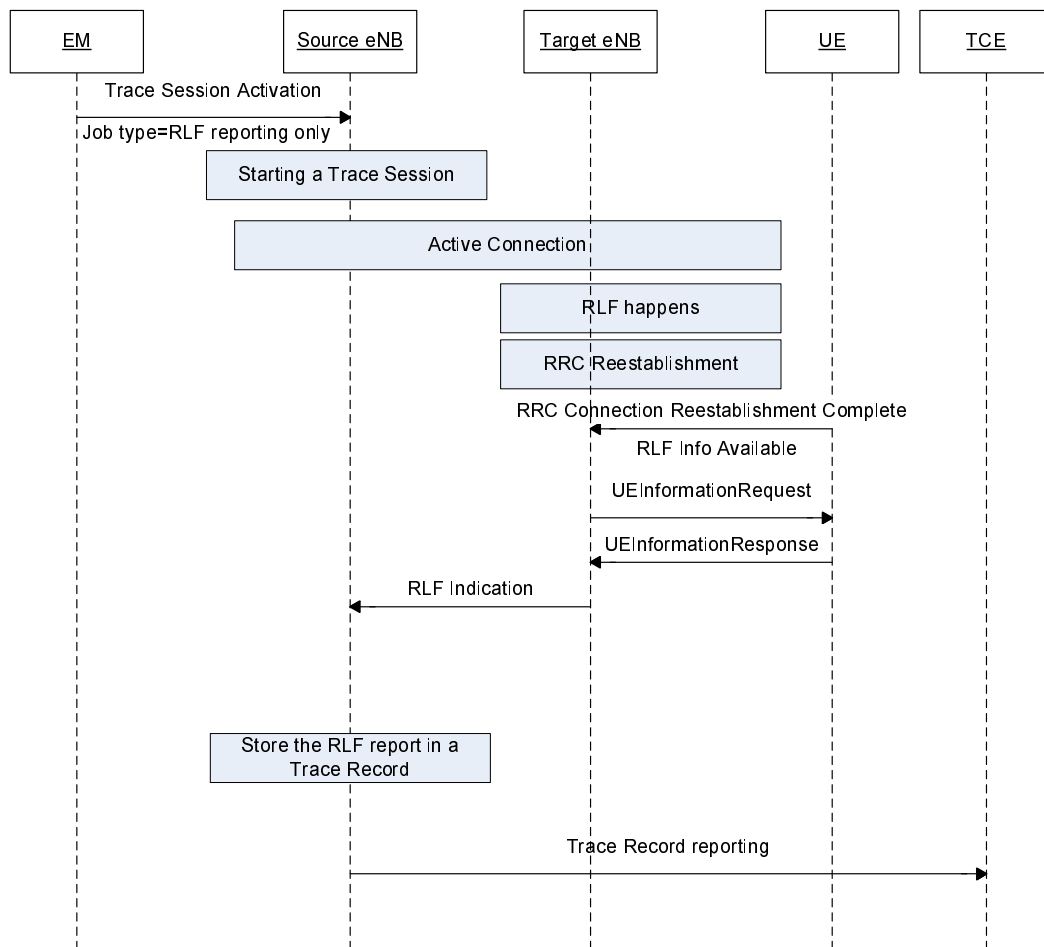 EM
Source eNB
Target eNB
UE
TCE
Trace Session Activation
Job type=RLF reporting only
Starting a Trace Session
Active Connection
RLF happens
RRC Reestablishment
RRC Connection Reestablishment Complete
RLF Info Available
UEInformationRequest
UEInformationResponse
RLF Indication
Store the RLF report in a
Trace Record
Trace Record reporting